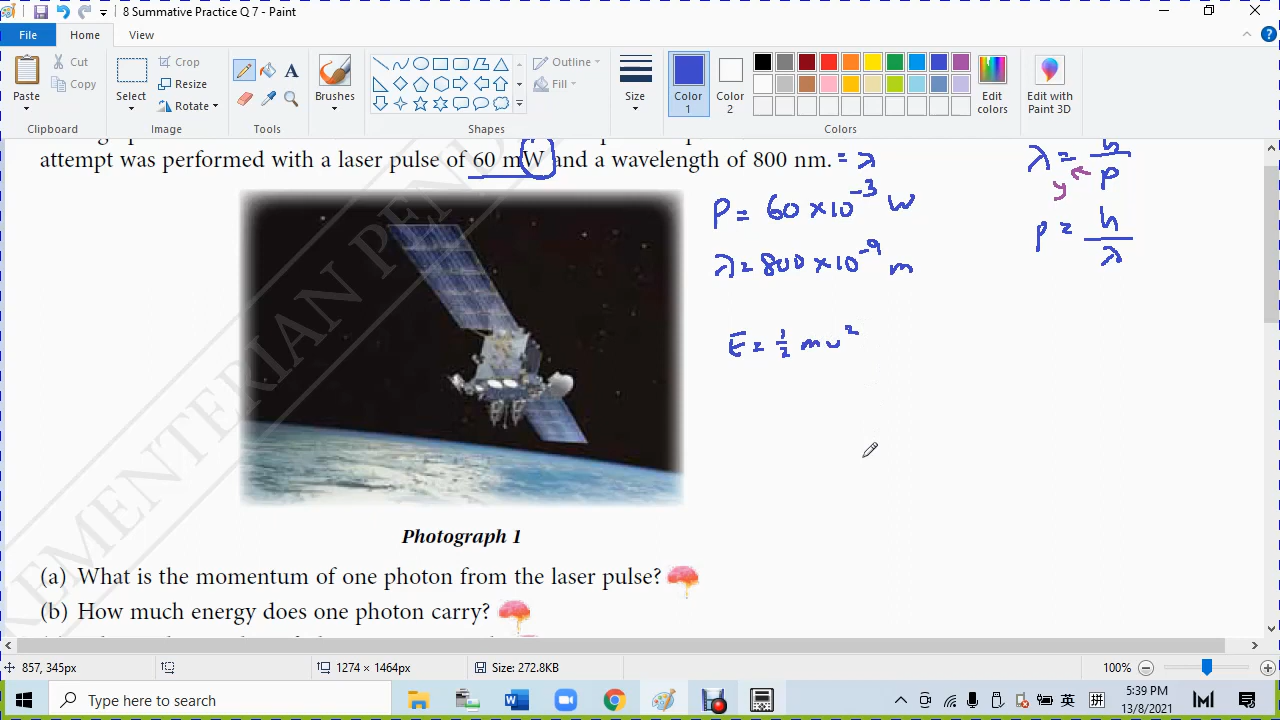 8 Summative Practice Q 7 - Paint
File
Home
View
Paste
Cut
Copy
Clipboard
Select
Crop
Resize
Rotate
Image
Tools
Brushes
Shapes
Outline
Fill
Size
Color 1
Color 2
Edit colors
Edit with Paint 3D
Colors
attempt was performed with a laser pulse of 60 mW and a wavelength of 800 nm. = λ
P = 60 × 10⁻³ W
λ = 800 × 10⁻⁹ m
E = ½ mv²
λ = h/p
p = h/λ
KEMENTERIAN PEND
Photograph 1
(a) What is the momentum of one photon from the laser pulse?
(b) How much energy does one photon carry?
857, 345px
1274 × 1464px
Size: 272.8KB
100%
Type here to search
英
拼
5:39 PM
13/8/2021